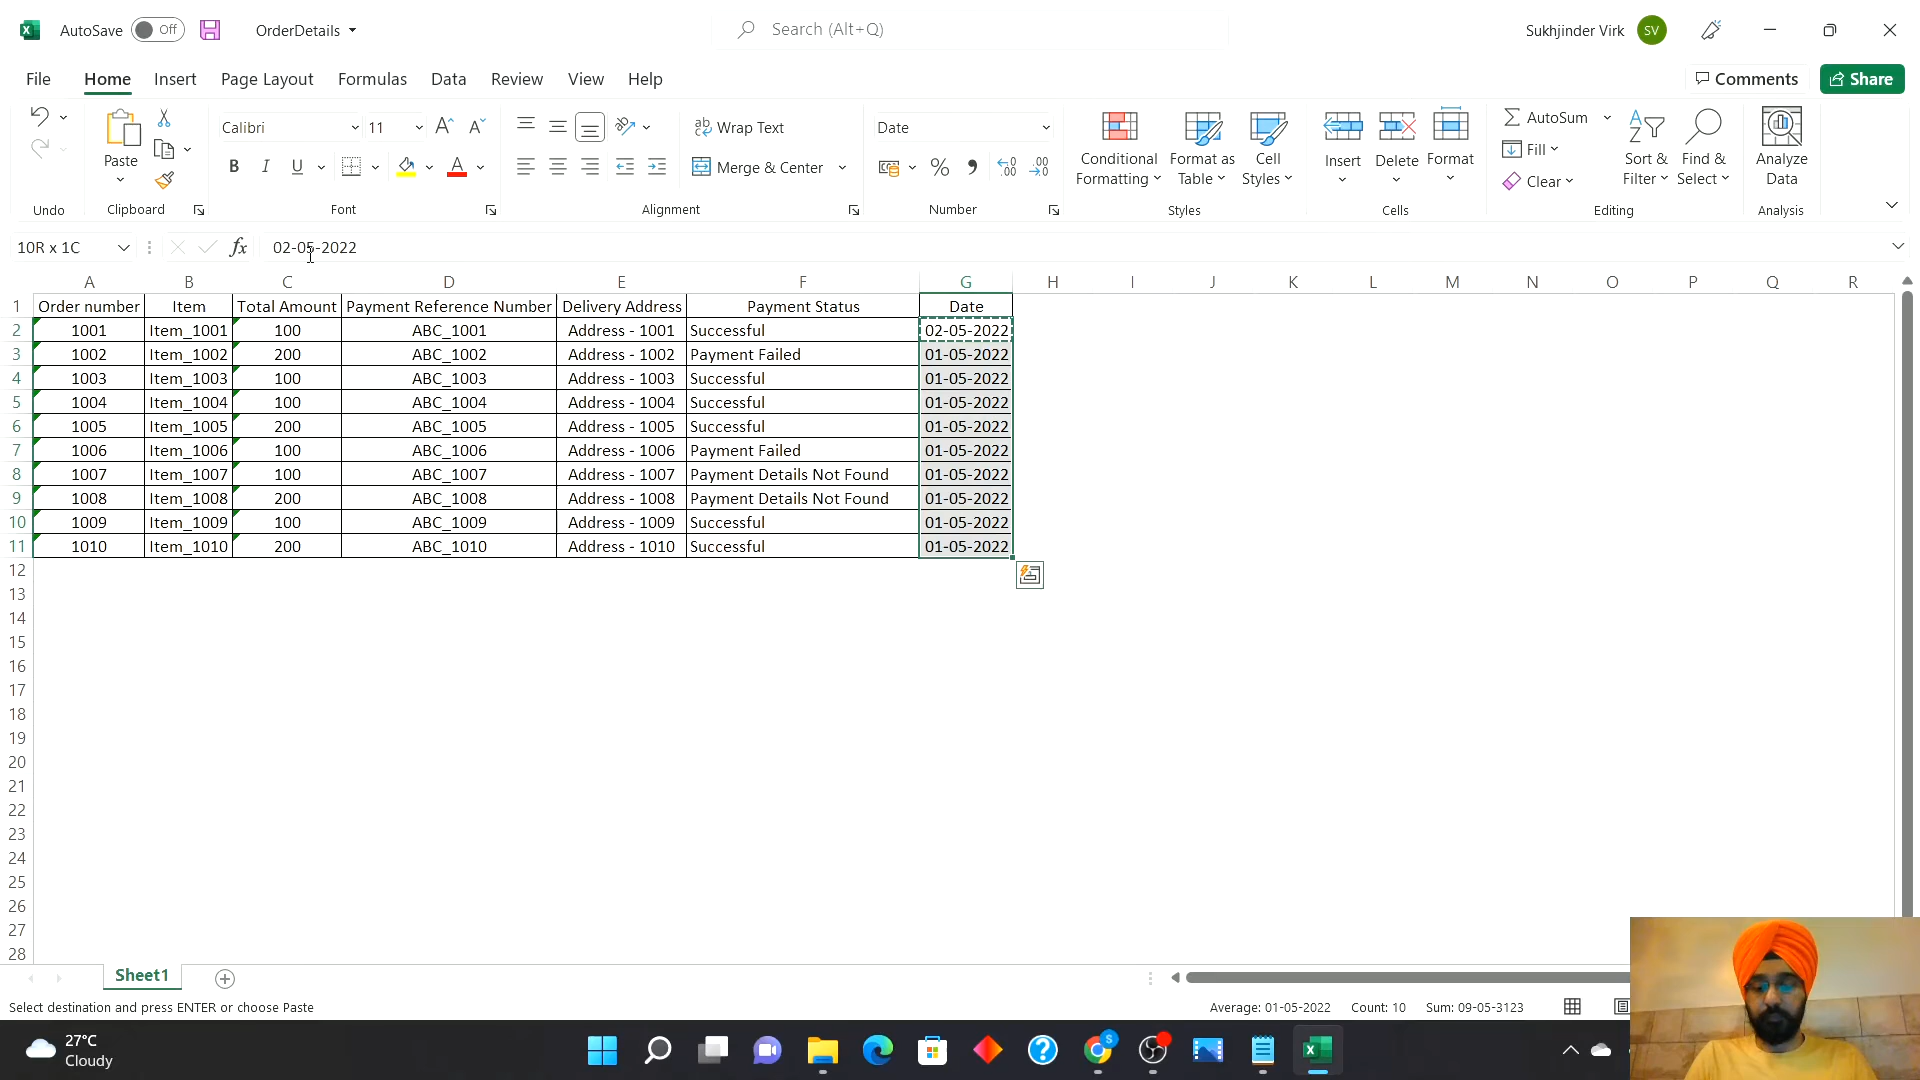 AutoSave Off OrderDetails Search (Alt+Q) Sukhjinder Virk SV
File Home Insert Page Layout Formulas Data Review View Help Comments Share
Calibri 11 Wrap Text Date
Paste Merge & Center
Conditional Formatting Format as Table Cell Styles Insert Delete Format
AutoSum
Fill
Clear
Sort & Filter Find & Select Analyze Data
Undo Clipboard Font Alignment Number Styles Cells Editing Analysis
10R x 1C fx 02-05-2022
A B C D E F G H I J K L M N O P Q R
1 Order number Item Total Amount Payment Reference Number Delivery Address Payment Status Date
2 1001 Item_1001 100 ABC_1001 Address - 1001 Successful 02-05-2022
3 1002 Item_1002 200 ABC_1002 Address - 1002 Payment Failed 01-05-2022
4 1003 Item_1003 100 ABC_1003 Address - 1003 Successful 01-05-2022
5 1004 Item_1004 100 ABC_1004 Address - 1004 Successful 01-05-2022
6 1005 Item_1005 200 ABC_1005 Address - 1005 Successful 01-05-2022
7 1006 Item_1006 100 ABC_1006 Address - 1006 Payment Failed 01-05-2022
8 1007 Item_1007 100 ABC_1007 Address - 1007 Payment Details Not Found 01-05-2022
9 1008 Item_1008 200 ABC_1008 Address - 1008 Payment Details Not Found 01-05-2022
10 1009 Item_1009 100 ABC_1009 Address - 1009 Successful 01-05-2022
11 1010 Item_1010 200 ABC_1010 Address - 1010 Successful 01-05-2022
12
13
14
15
16
17
18
19
20
21
22
23
24
25
26
27
28
Sheet1
Select destination and press ENTER or choose Paste Average: 01-05-2022 Count: 10 Sum: 09-05-3123
27°C
Cloudy